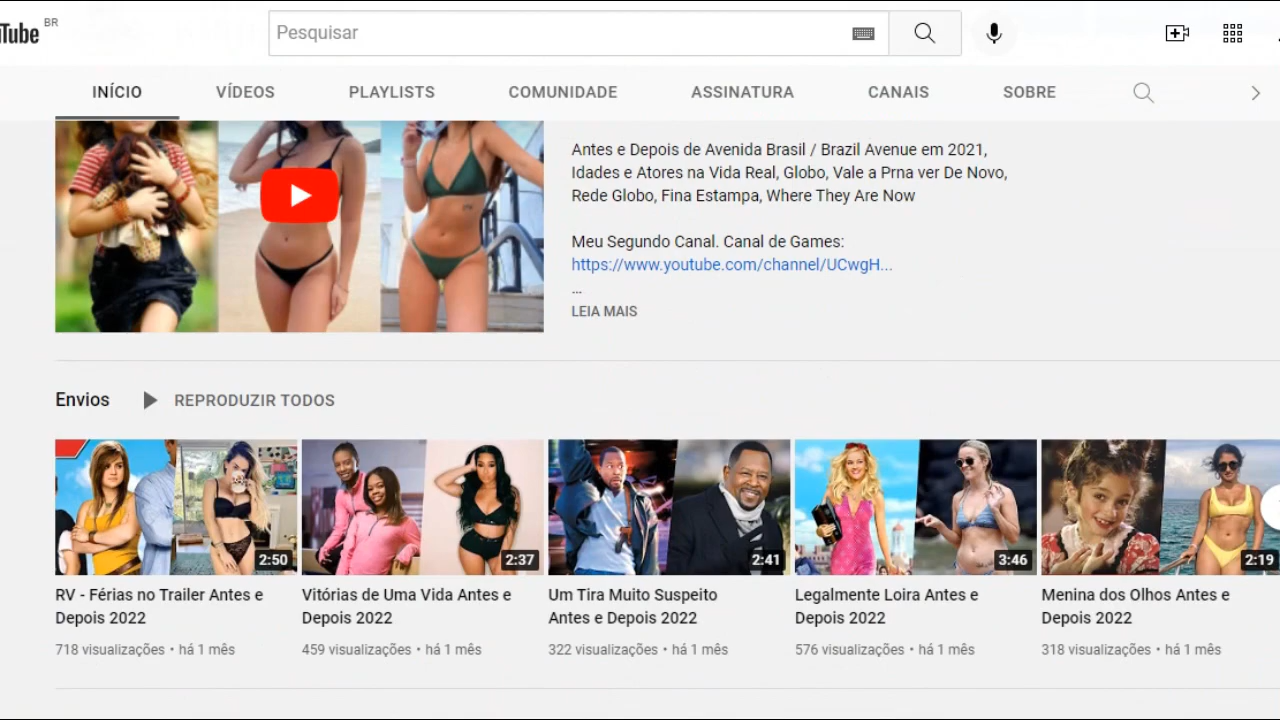 Tube BR
Pesquisar
INÍCIO VÍDEOS PLAYLISTS COMUNIDADE ASSINATURA CANAIS SOBRE
Antes e Depois de Avenida Brasil / Brazil Avenue em 2021,
Idades e Atores na Vida Real, Globo, Vale a Prna ver De Novo,
Rede Globo, Fina Estampa, Where They Are Now
Meu Segundo Canal. Canal de Games:
https://www.youtube.com/channel/UCwgH...
...
LEIA MAIS
Envios REPRODUZIR TODOS
2:50 2:37 2:41 3:46 2:19
RV - Férias no Trailer Antes e
Depois 2022
718 visualizações • há 1 mês
Vitórias de Uma Vida Antes e
Depois 2022
459 visualizações • há 1 mês
Um Tira Muito Suspeito
Antes e Depois 2022
322 visualizações • há 1 mês
Legalmente Loira Antes e
Depois 2022
576 visualizações • há 1 mês
Menina dos Olhos Antes e
Depois 2022
318 visualizações • há 1 mês